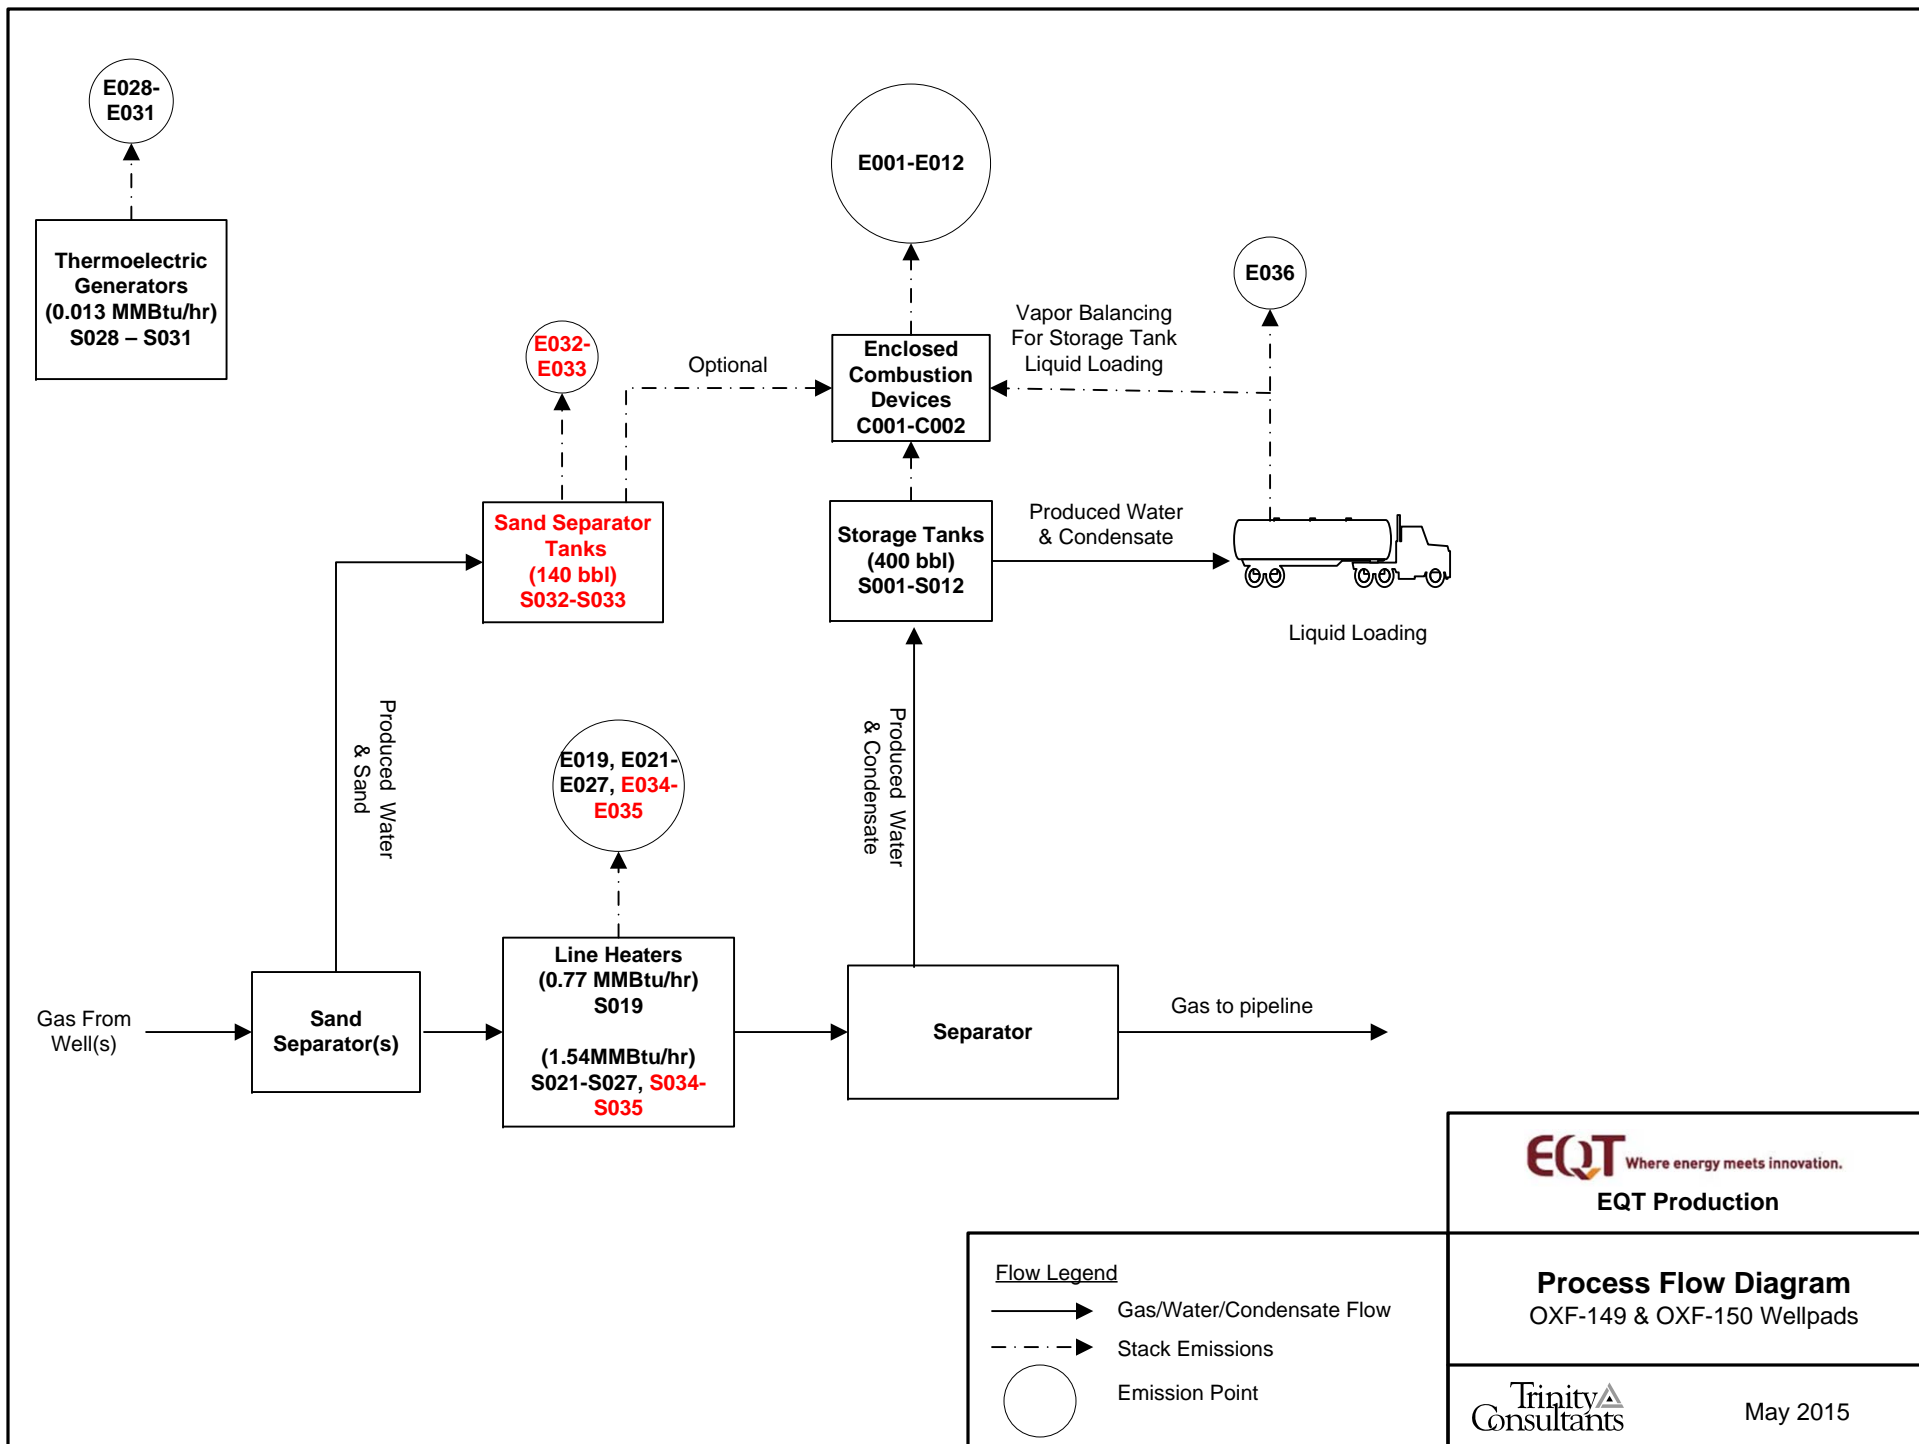 E028-
E031
Thermoelectric
Generators
(0.013 MMBtu/hr)
S028 – S031
E001-E012
E036
E032-
E033
Optional
Vapor Balancing
For Storage Tank
Liquid Loading
Enclosed
Combustion
Devices
C001-C002
Sand Separator
Tanks
(140 bbl)
S032-S033
Storage Tanks
(400 bbl)
S001-S012
Produced Water
& Condensate
Liquid Loading
Produced Water
& Sand
E019, E021-
E027, E034-
E035
Produced Water
& Condensate
Gas From
Well(s)
Sand
Separator(s)
Line Heaters
(0.77 MMBtu/hr)
S019
(1.54MMBtu/hr)
S021-S027, S034-
S035
Separator
Gas to pipeline
EQT Where energy meets innovation.
EQT Production
Flow Legend
Gas/Water/Condensate Flow
Stack Emissions
Emission Point
Process Flow Diagram
OXF-149 & OXF-150 Wellpads
Trinity
Consultants
May 2015